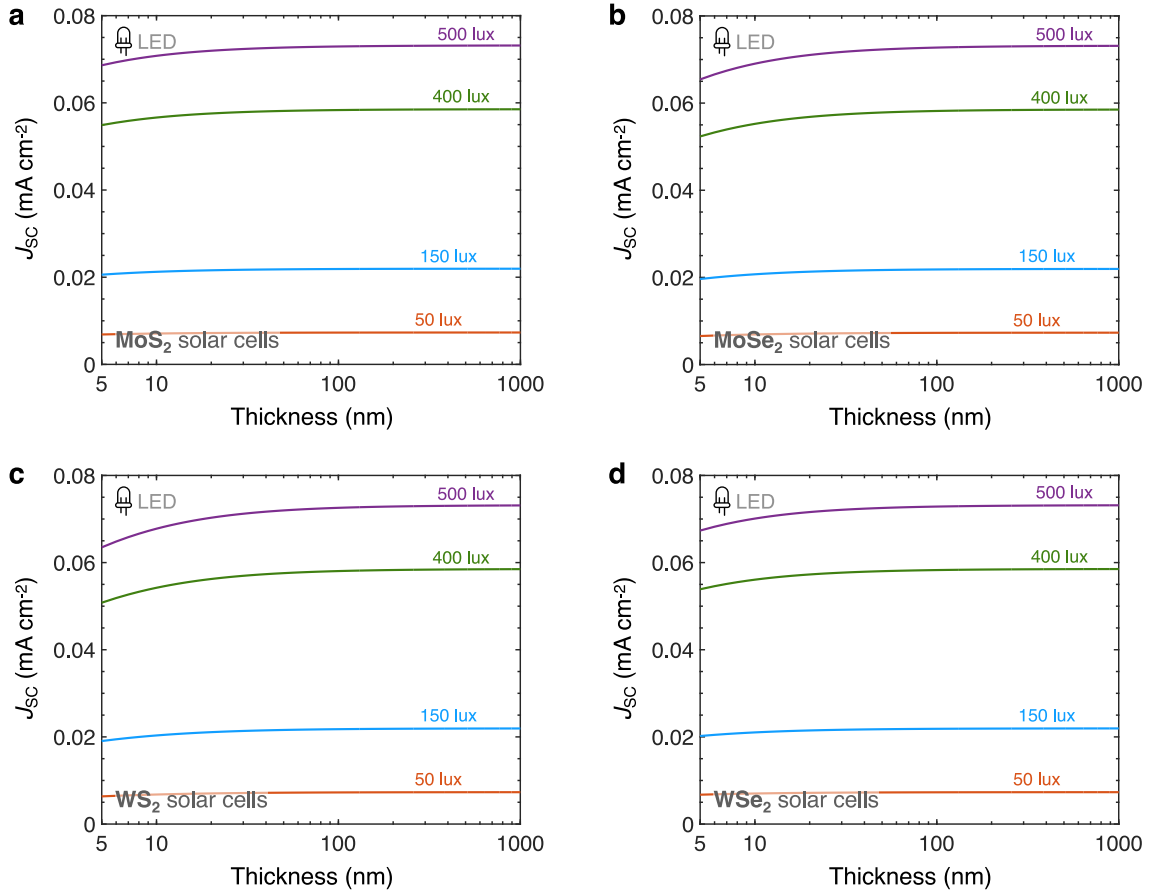 a
LED
0.08
0.06
0.04
0.02
0
J_SC (mA cm⁻²)
500 lux
400 lux
150 lux
50 lux
MoS₂ solar cells
5 10 100 1000
Thickness (nm)
b
LED
0.08
0.06
0.04
0.02
0
J_SC (mA cm⁻²)
500 lux
400 lux
150 lux
50 lux
MoSe₂ solar cells
5 10 100 1000
Thickness (nm)
c
LED
0.08
0.06
0.04
0.02
0
J_SC (mA cm⁻²)
500 lux
400 lux
150 lux
50 lux
WS₂ solar cells
5 10 100 1000
Thickness (nm)
d
LED
0.08
0.06
0.04
0.02
0
J_SC (mA cm⁻²)
500 lux
400 lux
150 lux
50 lux
WSe₂ solar cells
5 10 100 1000
Thickness (nm)